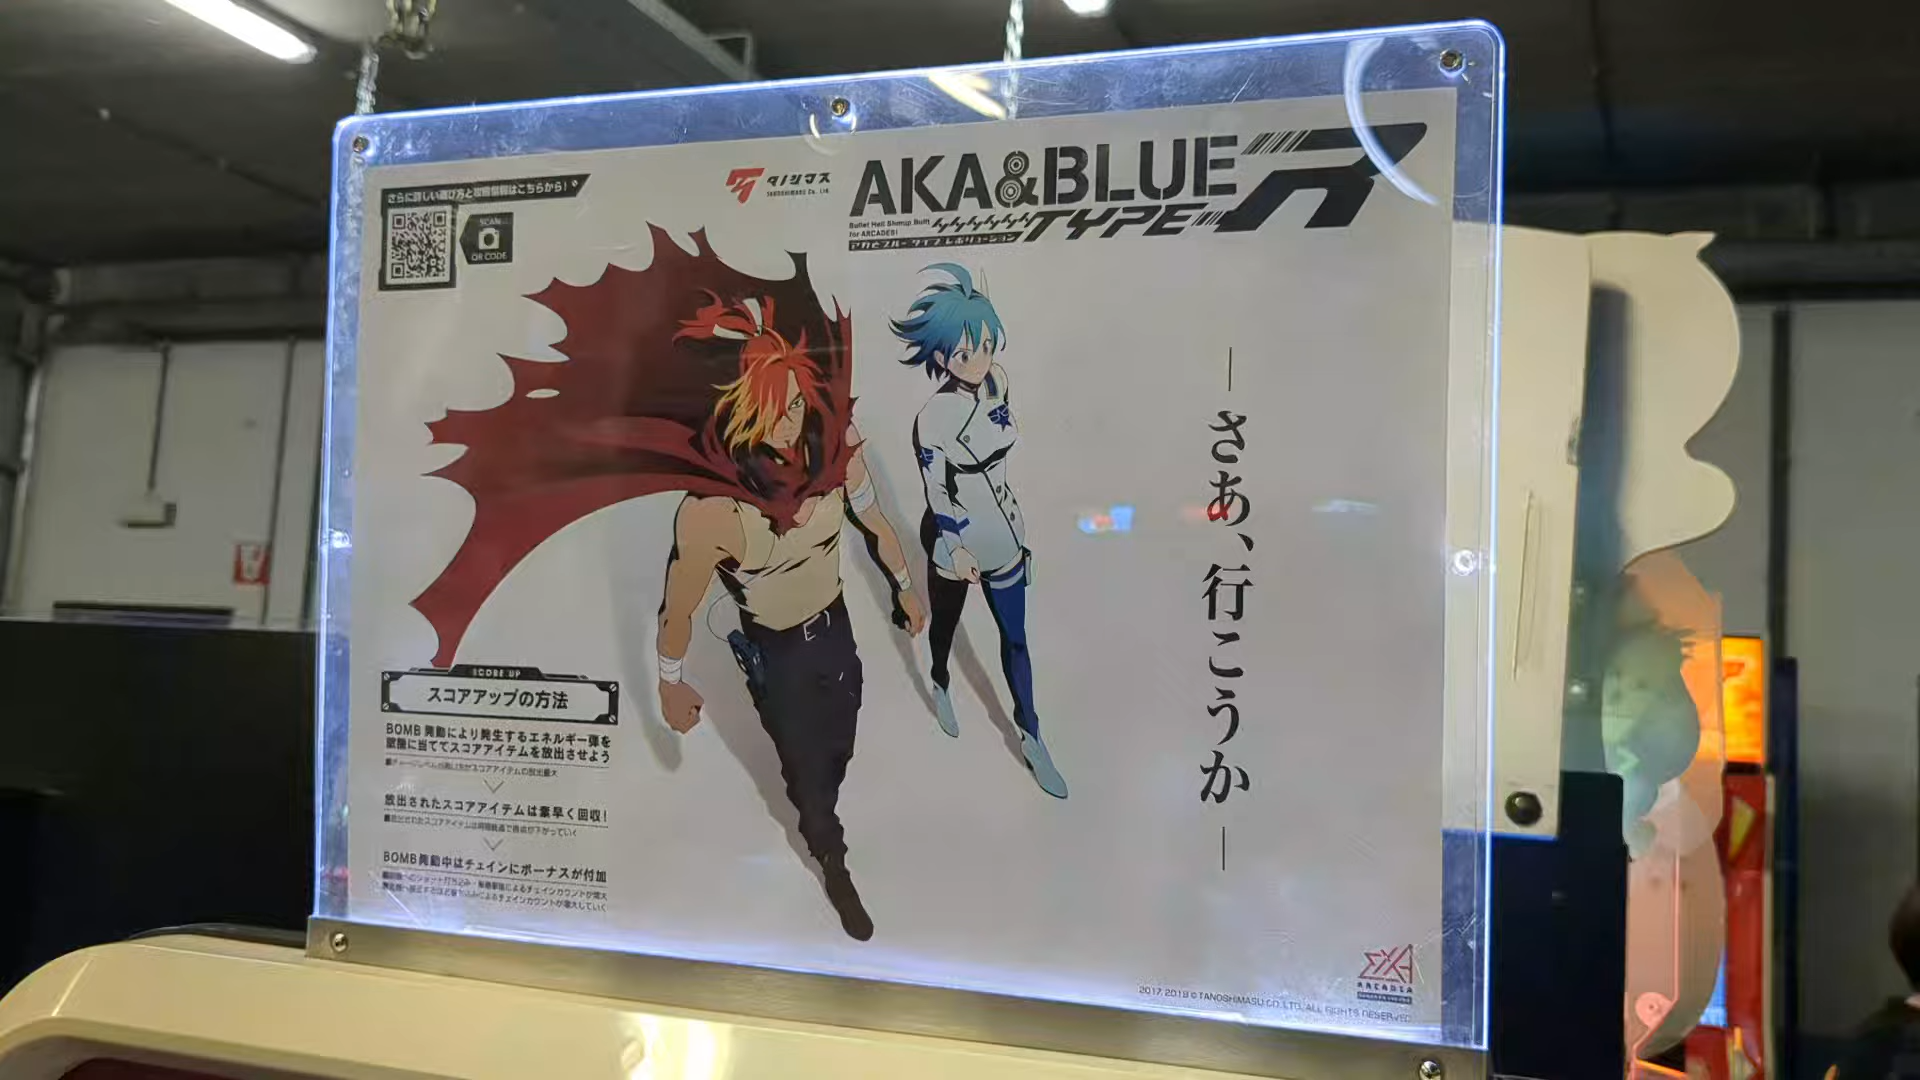 さらに詳しい遊び方と攻略情報はこちらから!
SCAN
QR CODE
タノシマス
TANOSHIMASU Co., Ltd.
AKA&BLUE
TYPE-R
Bullet Hell Shmup Built
for ARCADES!
アカとブルー タイプ レボリューション
—さあ、行こうか—
SCORE UP
スコアアップの方法
BOMB発動により発生するエネルギー弾を
敵機に当ててスコアアイテムを放出させよう
放出されたスコアアイテムは素早く回収!
BOMB発動中はチェインにボーナスが付加
EXA
ARCADIA
2017, 2019 © TANOSHIMASU CO. LTD, ALL RIGHTS RESERVED